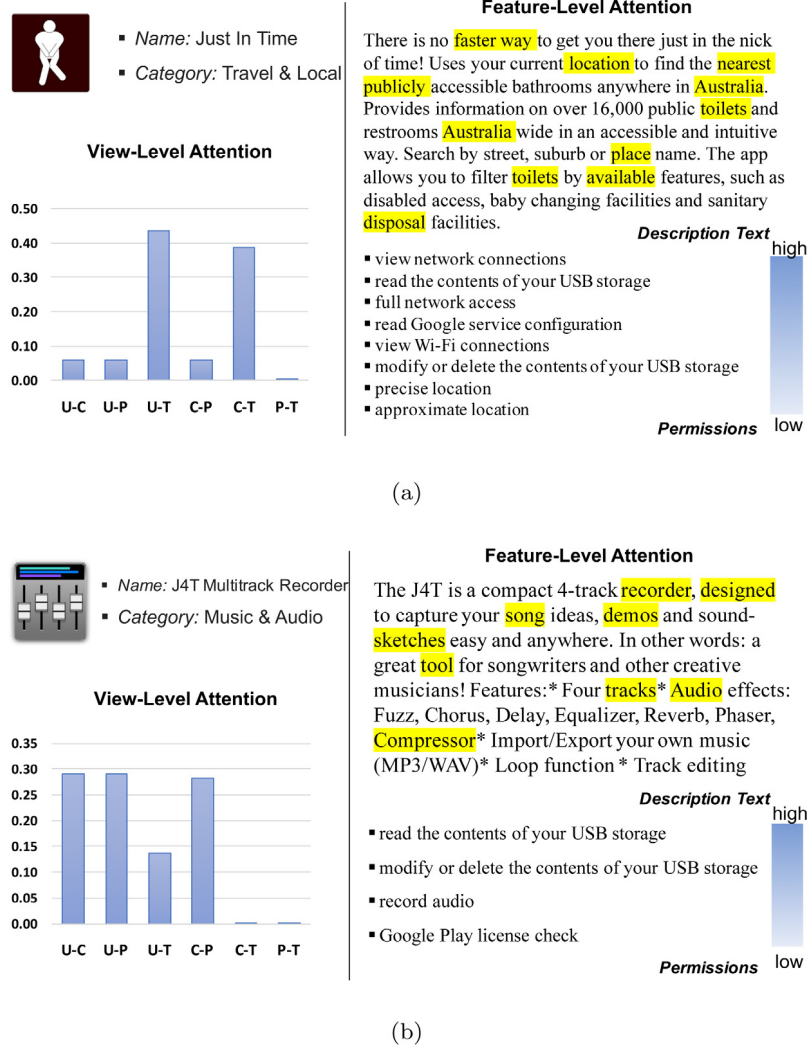 ▪ Name: Just In Time
▪ Category: Travel & Local
View-Level Attention
0.50
0.40
0.30
0.20
0.10
0.00
U-C U-P U-T C-P C-T P-T
Feature-Level Attention
There is no faster way to get you there just in the nick
of time! Uses your current location to find the nearest
publicly accessible bathrooms anywhere in Australia.
Provides information on over 16,000 public toilets and
restrooms Australia wide in an accessible and intuitive
way. Search by street, suburb or place name. The app
allows you to filter toilets by available features, such as
disabled access, baby changing facilities and sanitary
disposal facilities.
Description Text
▪ view network connections
▪ read the contents of your USB storage
▪ full network access
▪ read Google service configuration
▪ view Wi-Fi connections
▪ modify or delete the contents of your USB storage
▪ precise location
▪ approximate location
Permissions
high
low
(a)
▪ Name: J4T Multitrack Recorder
▪ Category: Music & Audio
View-Level Attention
0.35
0.30
0.25
0.20
0.15
0.10
0.05
0.00
U-C U-P U-T C-P C-T P-T
Feature-Level Attention
The J4T is a compact 4-track recorder, designed
to capture your song ideas, demos and sound-
sketches easy and anywhere. In other words: a
great tool for songwriters and other creative
musicians! Features:* Four tracks* Audio effects:
Fuzz, Chorus, Delay, Equalizer, Reverb, Phaser,
Compressor* Import/Export your own music
(MP3/WAV)* Loop function * Track editing
Description Text
▪ read the contents of your USB storage
▪ modify or delete the contents of your USB storage
▪ record audio
▪ Google Play license check
Permissions
high
low
(b)